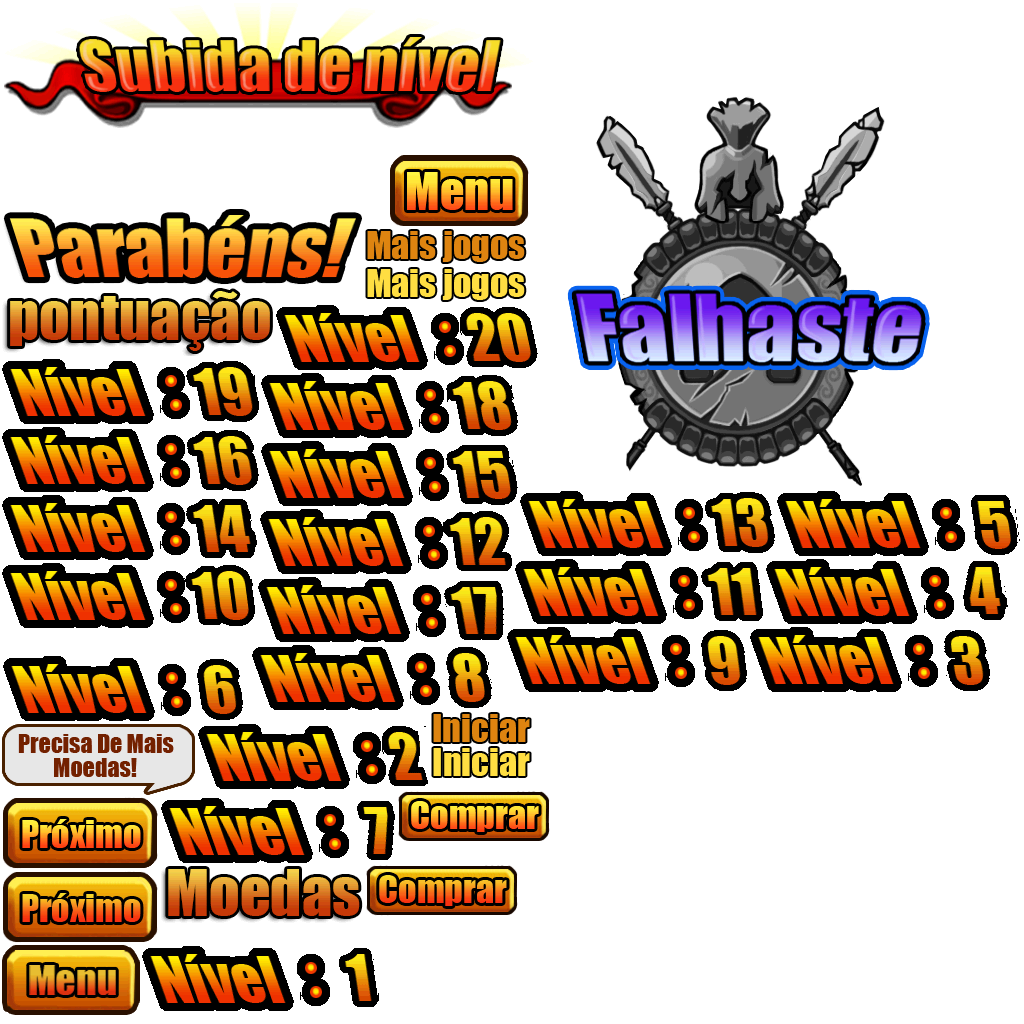 Subida de nível
Menu
Parabéns!
Mais jogos
Mais jogos
pontuação
Falhaste
Nível : 20
Nível : 19
Nível : 18
Nível : 16
Nível : 15
Nível : 14
Nível : 12
Nível : 13
Nível : 5
Nível : 10
Nível : 17
Nível : 11
Nível : 4
Nível : 6
Nível : 8
Nível : 9
Nível : 3
Precisa De Mais
Moedas!
Nível : 2
Iniciar
Iniciar
Próximo
Nível : 7
Comprar
Próximo
Moedas
Comprar
Menu
Nível : 1